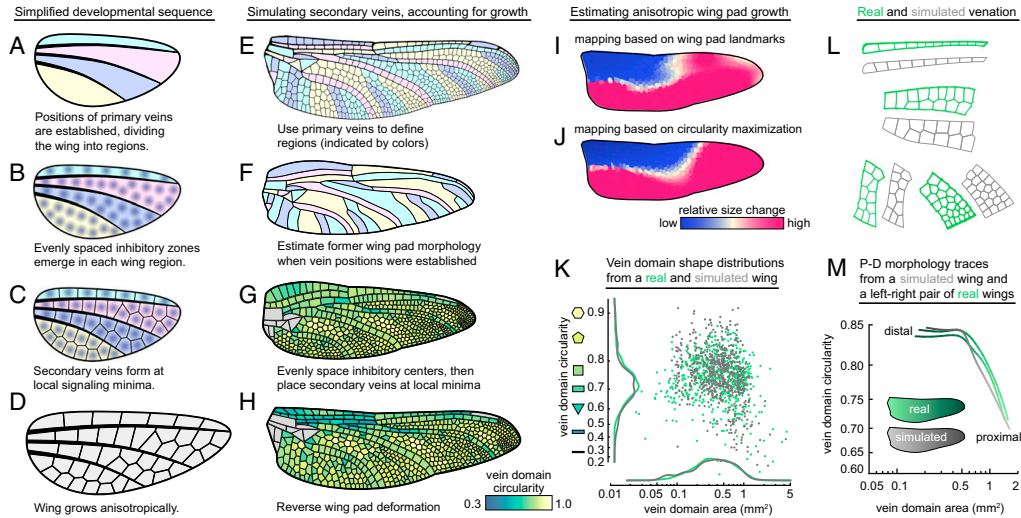 Simplified developmental sequence
A
Positions of primary veins
are established, dividing
the wing into regions.
B
Evenly spaced inhibitory zones
emerge in each wing region.
C
Secondary veins form at
local signaling minima.
D
Wing grows anisotropically.
Simulating secondary veins, accounting for growth
E
Use primary veins to define
regions (indicated by colors)
F
Estimate former wing pad morphology
when vein positions were established
G
Evenly space inhibitory centers, then
place secondary veins at local minima
H
Reverse wing pad deformation
vein domain
circularity
0.3
1.0
Estimating anisotropic wing pad growth
I
mapping based on wing pad landmarks
J
mapping based on circularity maximization
relative size change
low
high
K
Vein domain shape distributions
from a real and simulated wing
vein domain circularity
0.9
0.8
0.7
0.6
0.5
0.4
0.3
0.2
0.05 0.1 0.5 1 5
vein domain area (mm²)
Real and simulated venation
L
M
P-D morphology traces
from a simulated wing and
a left-right pair of real wings
vein domain circularity
0.85
0.80
0.75
0.70
0.65
0.60
distal
real
simulated
proximal
0.05 0.1 0.5 1 2
vein domain area (mm²)